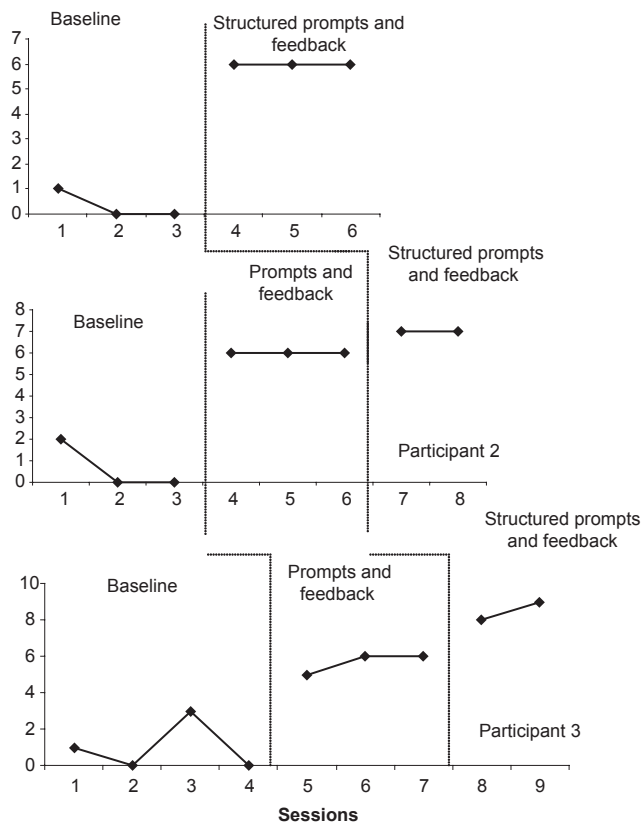 Baseline
Structured prompts and
feedback
7
6
5
4
3
2
1
0
1 2 3 4 5 6
Structured prompts
and feedback
Prompts and
feedback
Baseline
8
7
6
5
4
3
2
1
0
Participant 2
1 2 3 4 5 6 7 8
Structured prompts
and feedback
Baseline
Prompts and
feedback
10
8
6
4
2
0
Participant 3
1 2 3 4 5 6 7 8 9
Sessions